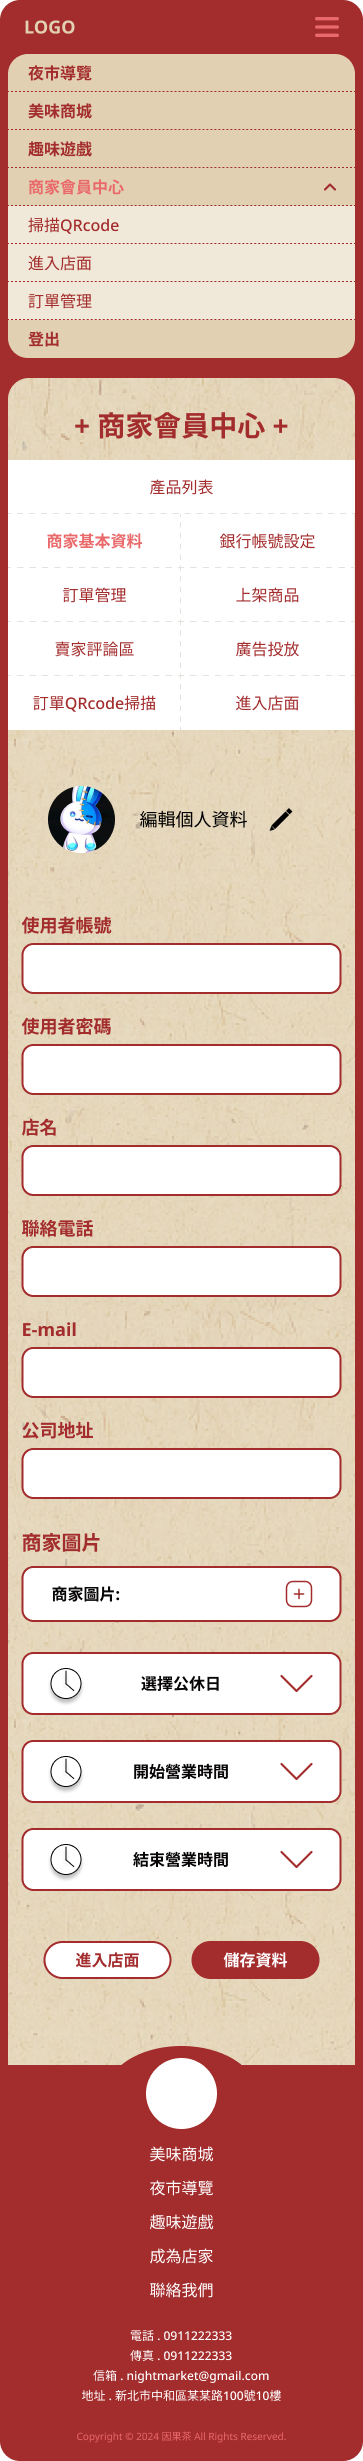 LOGO
夜市導覽
美味商城
趣味遊戲
商家會員中心
掃描QRcode
進入店面
訂單管理
登出
+ 商家會員中心 +
產品列表
商家基本資料 銀行帳號設定
訂單管理 上架商品
賣家評論區 廣告投放
訂單QRcode掃描 進入店面
編輯個人資料
使用者帳號
使用者密碼
店名
聯絡電話
E-mail
公司地址
商家圖片
商家圖片:
選擇公休日
開始營業時間
結束營業時間
進入店面 儲存資料
美味商城
夜市導覽
趣味遊戲
成為店家
聯絡我們
電話 . 0911222333
傳真 . 0911222333
信箱 . nightmarket@gmail.com
地址 . 新北市中和區某某路100號10樓
Copyright © 2024 因果茶 All Rights Reserved.